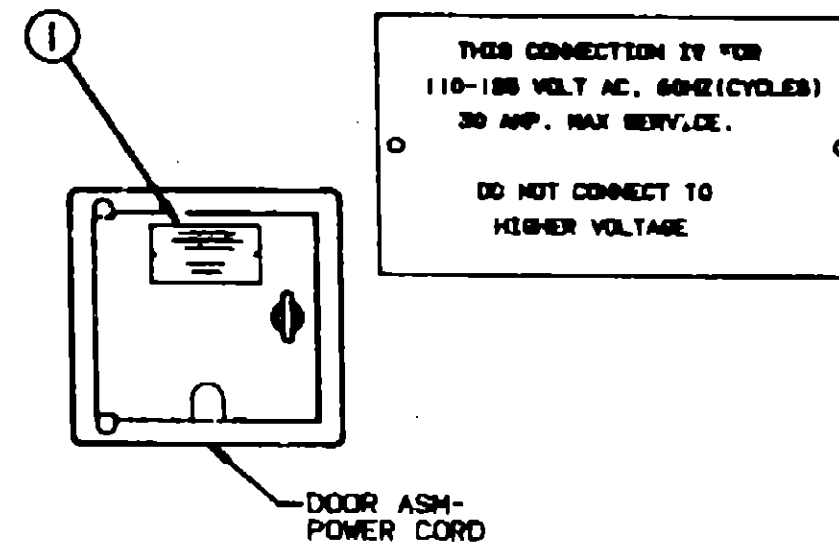 1
THIS CONNECTION IS FOR
110-125 VOLT AC, 60HZ(CYCLES)
30 AMP. MAX SERVICE.
DO NOT CONNECT TO
HIGHER VOLTAGE
DOOR ASM-
POWER CORD